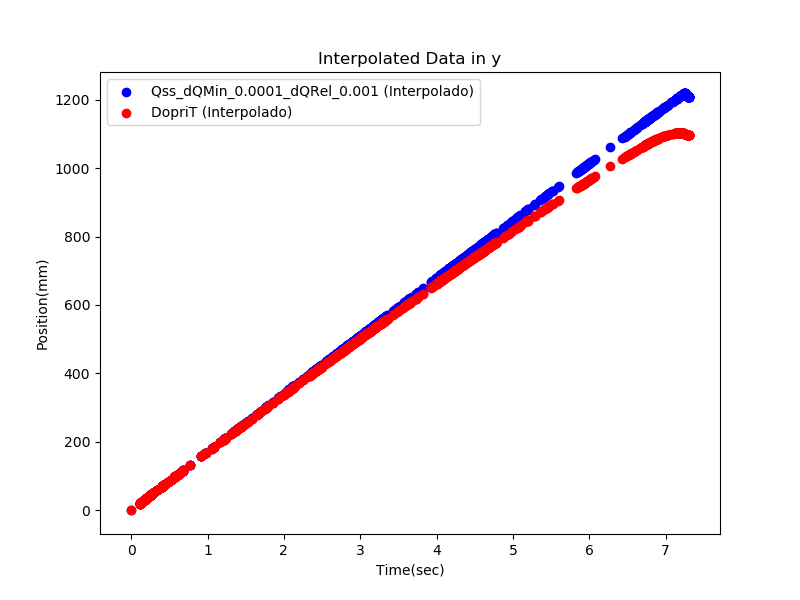 Interpolated Data in y
Qss_dQMin_0.0001_dQRel_0.001 (Interpolado)
DopriT (Interpolado)
1200
1000
800
600
400
200
0
Position(mm)
0 1 2 3 4 5 6 7
Time(sec)